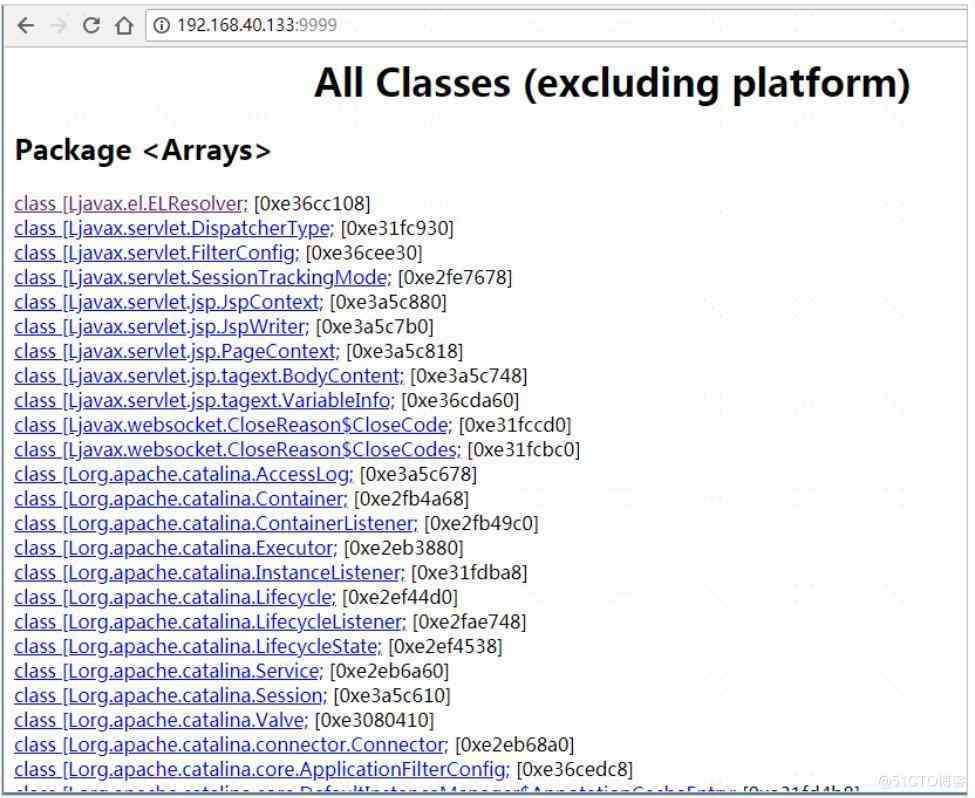 192.168.40.133:9999
All Classes (excluding platform)
Package <Arrays>
class [Ljavax.el.ELResolver; [0xe36cc108]
class [Ljavax.servlet.DispatcherType; [0xe31fc930]
class [Ljavax.servlet.FilterConfig; [0xe36cee30]
class [Ljavax.servlet.SessionTrackingMode; [0xe2fe7678]
class [Ljavax.servlet.jsp.JspContext; [0xe3a5c880]
class [Ljavax.servlet.jsp.JspWriter; [0xe3a5c7b0]
class [Ljavax.servlet.jsp.PageContext; [0xe3a5c818]
class [Ljavax.servlet.jsp.tagext.BodyContent; [0xe3a5c748]
class [Ljavax.servlet.jsp.tagext.VariableInfo; [0xe36cda60]
class [Ljavax.websocket.CloseReason$CloseCode; [0xe31fccd0]
class [Ljavax.websocket.CloseReason$CloseCodes; [0xe31fcbc0]
class [Lorg.apache.catalina.AccessLog; [0xe3a5c678]
class [Lorg.apache.catalina.Container; [0xe2fb4a68]
class [Lorg.apache.catalina.ContainerListener; [0xe2fb49c0]
class [Lorg.apache.catalina.Executor; [0xe2eb3880]
class [Lorg.apache.catalina.InstanceListener; [0xe31fdba8]
class [Lorg.apache.catalina.Lifecycle; [0xe2ef44d0]
class [Lorg.apache.catalina.LifecycleListener; [0xe2fae748]
class [Lorg.apache.catalina.LifecycleState; [0xe2ef4538]
class [Lorg.apache.catalina.Service; [0xe2eb6a60]
class [Lorg.apache.catalina.Session; [0xe3a5c610]
class [Lorg.apache.catalina.Valve; [0xe3080410]
class [Lorg.apache.catalina.connector.Connector; [0xe2eb68a0]
class [Lorg.apache.catalina.core.ApplicationFilterConfig; [0xe36cedc8]
class [Lorg.apache.catalina.core.DefaultInstanceManager$AnnotationCacheEntry; [0xe31fd4b8]
@51CTO博客